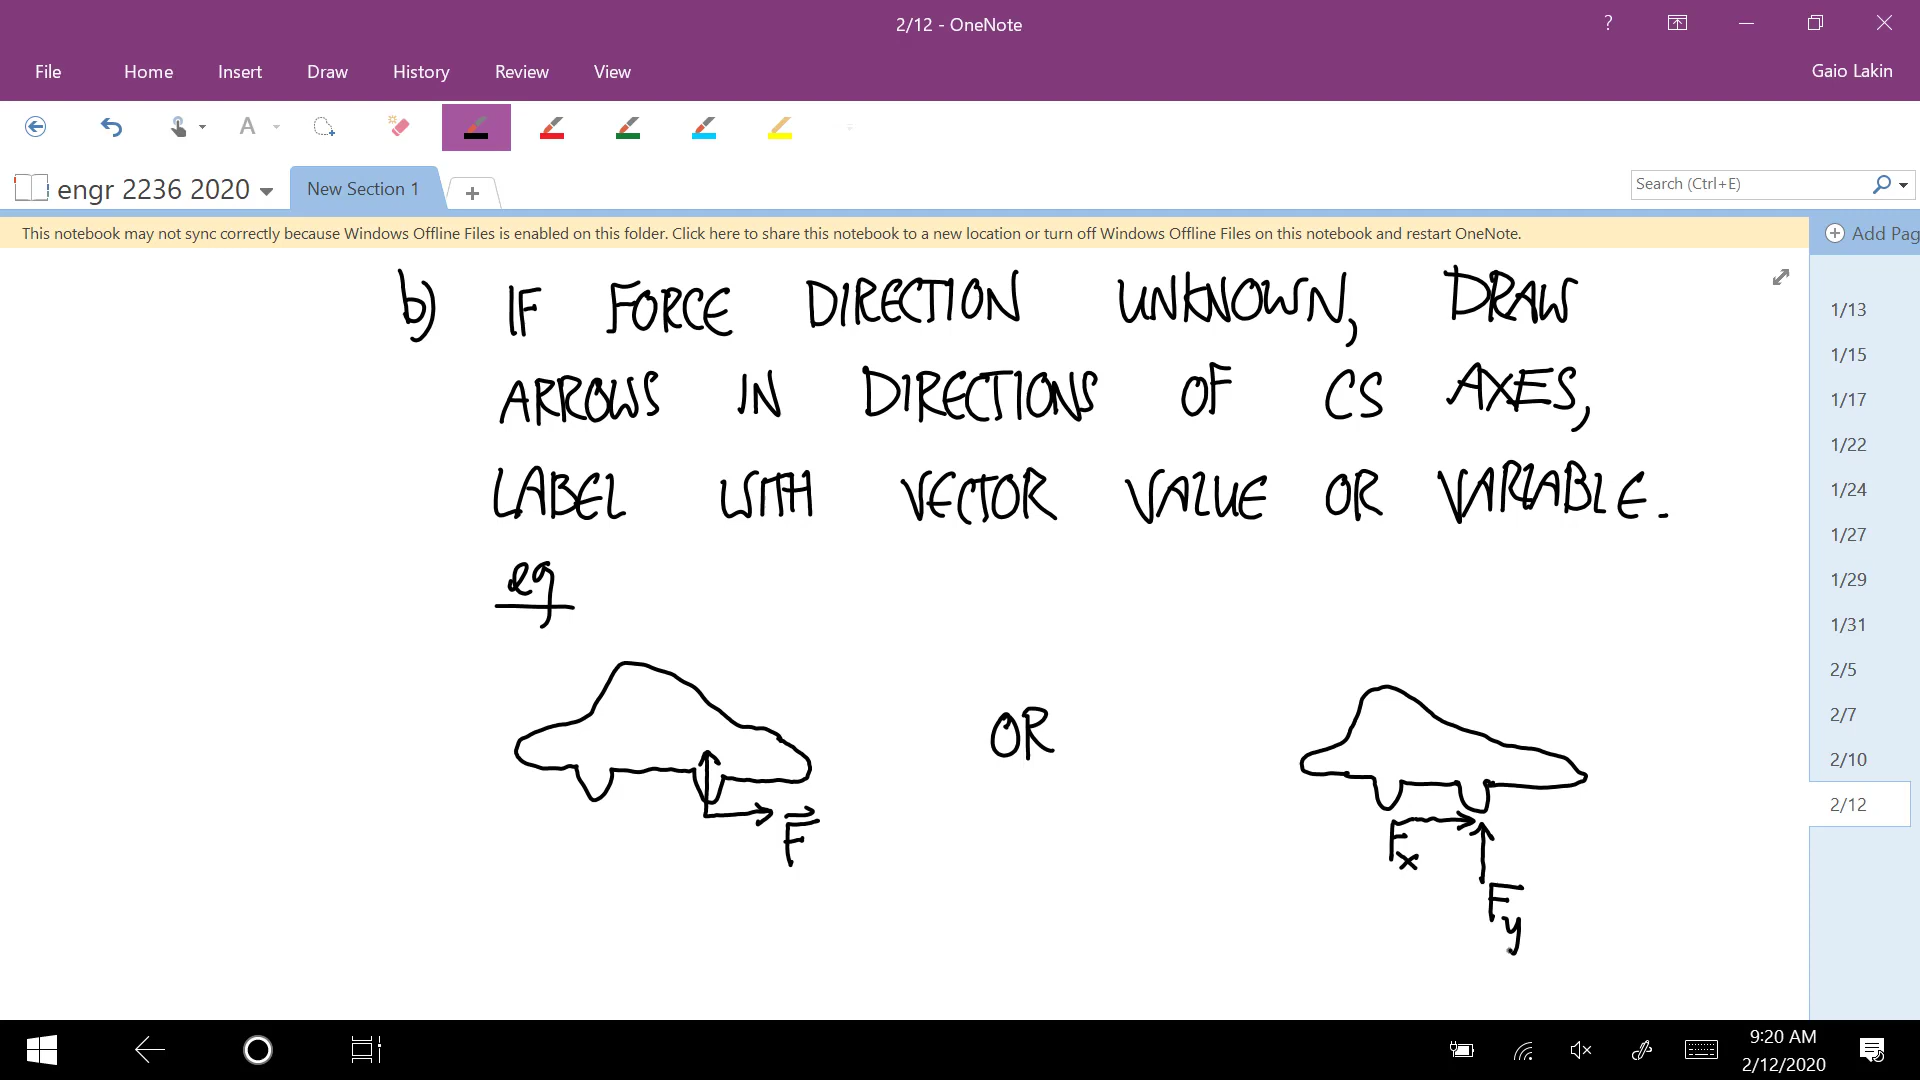 2/12 - OneNote
?
File Home Insert Draw History Review View
Gaio Lakin
A
engr 2236 2020
New Section 1
+
Search (Ctrl+E)
This notebook may not sync correctly because Windows Offline Files is enabled on this folder. Click here to share this notebook to a new location or turn off Windows Offline Files on this notebook and restart OneNote.
Add Pag
b) IF FORCE DIRECTION UNKNOWN, DRAW
ARROWS IN DIRECTIONS OF CS AXES,
LABEL WITH VECTOR VALUE OR VARIABLE.
eg
OR
F⃗
Fx
Fy
1/13
1/15
1/17
1/22
1/24
1/27
1/29
1/31
2/5
2/7
2/10
2/12
9:20 AM
2/12/2020